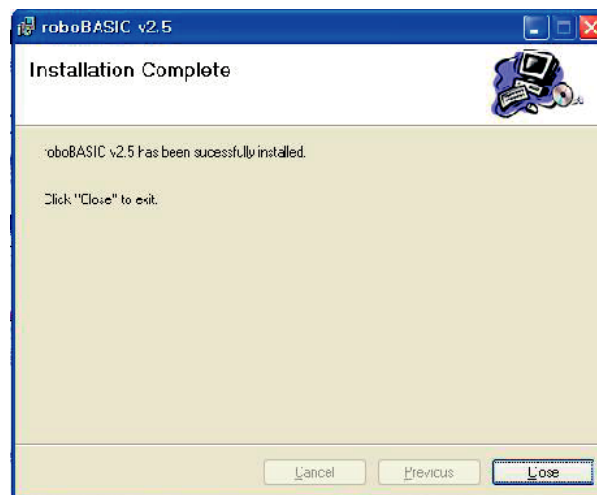 roboBASIC v2.5
Installation Complete
roboBASIC v2.5 has been sucessfully installed.
Click "Close" to exit.
Cancel
Previous
Close